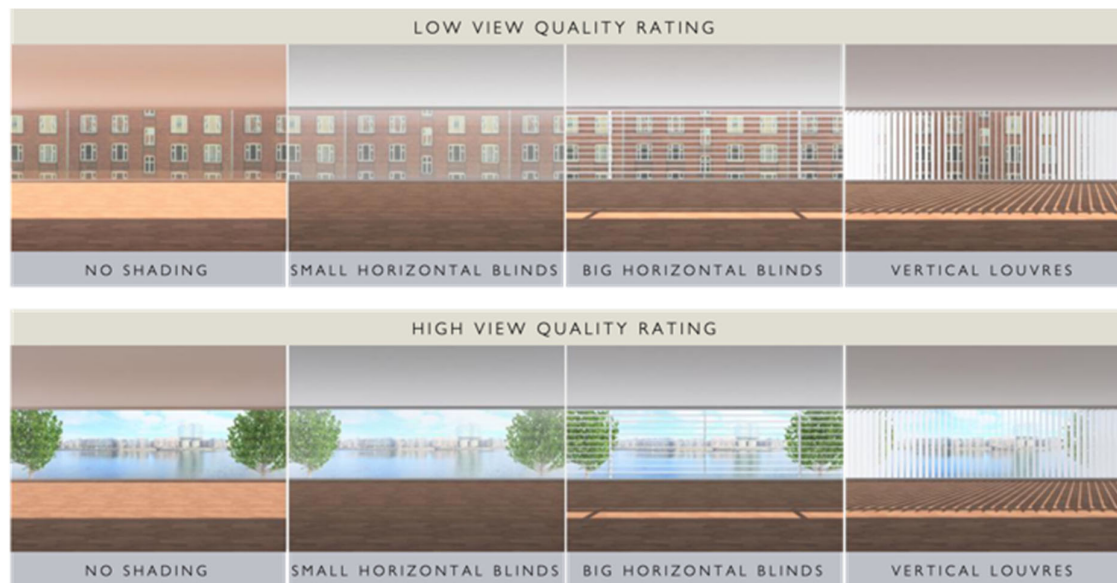 LOW VIEW QUALITY RATING
NO SHADING
SMALL HORIZONTAL BLINDS
BIG HORIZONTAL BLINDS
VERTICAL LOUVRES
HIGH VIEW QUALITY RATING
NO SHADING
SMALL HORIZONTAL BLINDS
BIG HORIZONTAL BLINDS
VERTICAL LOUVRES